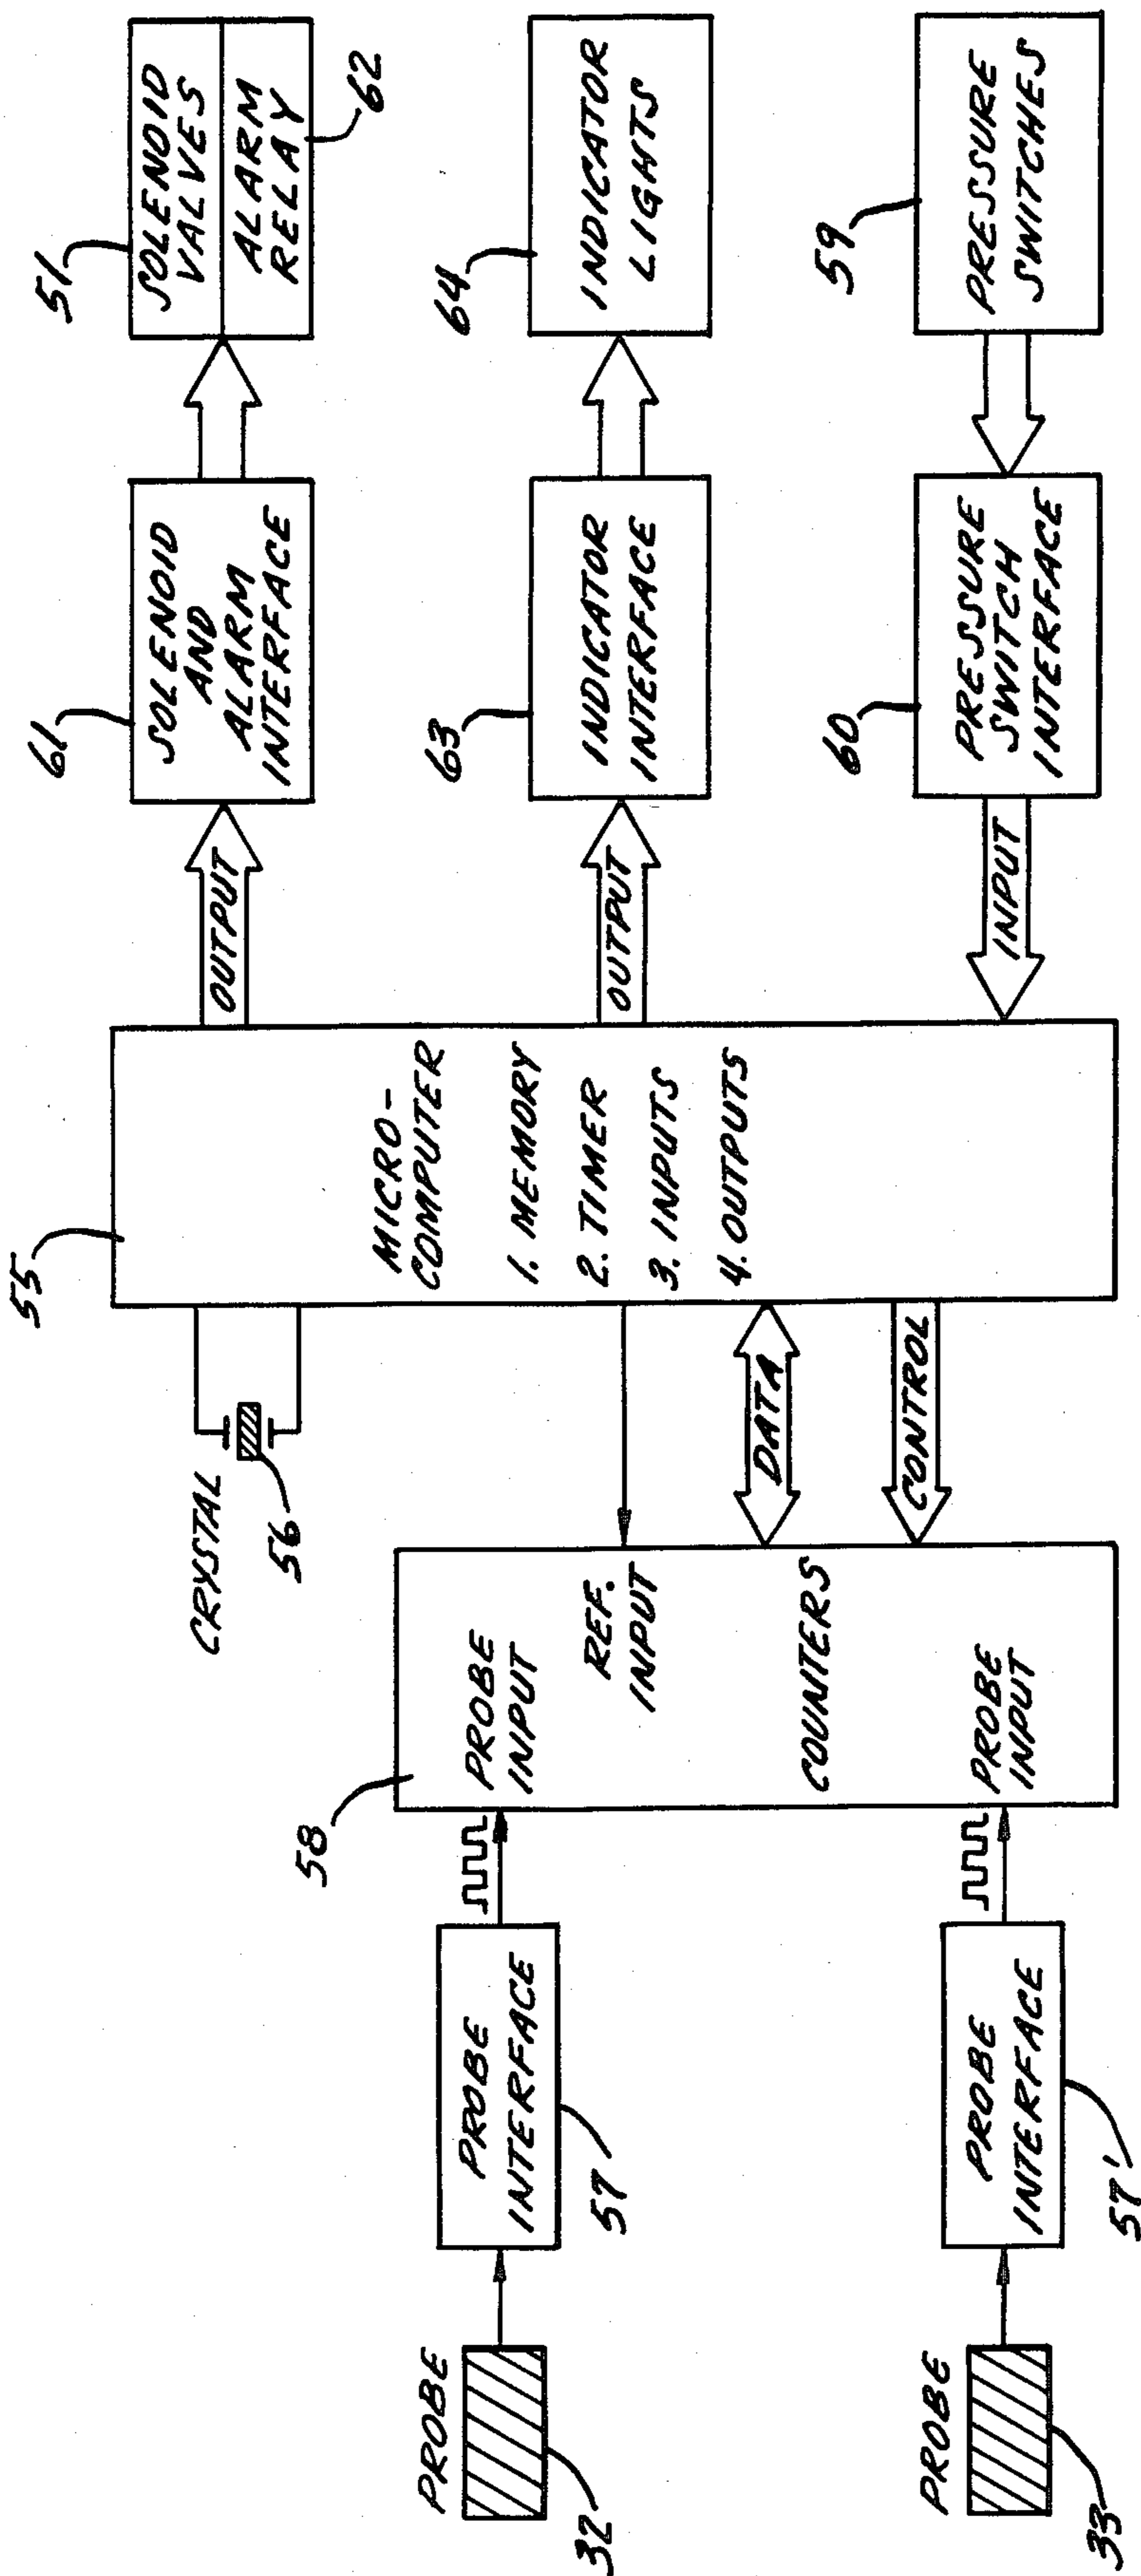 51
SOLENOID
VALVES
ALARM
RELAY
62
61
SOLENOID
AND
ALARM
INTERFACE
OUTPUT
64
INDICATOR
LIGHTS
63
INDICATOR
INTERFACE
OUTPUT
59
PRESSURE
SWITCHES
60
PRESSURE
SWITCH
INTERFACE
INPUT
55
MICRO-
COMPUTER
1. MEMORY
2. TIMER
3. INPUTS
4. OUTPUTS
CRYSTAL
56
DATA
CONTROL
58
PROBE
INPUT
REF.
INPUT
COUNTERS
PROBE
INPUT
PROBE
INTERFACE
57
PROBE
INTERFACE
57'
PROBE
32
PROBE
33